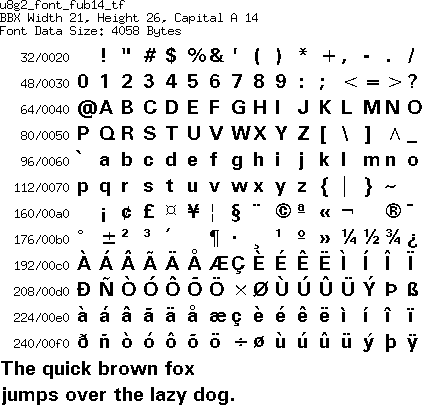 u8g2_font_fub14_tf
BBX Width 21, Height 26, Capital A 14
Font Data Size: 4058 Bytes
32/0020 ! " # $ % & ' ( ) * + , - . /
48/0030 0 1 2 3 4 5 6 7 8 9 : ; < = > ?
64/0040 @ A B C D E F G H I J K L M N O
80/0050 P Q R S T U V W X Y Z [ \ ] ^ _
96/0060 ` a b c d e f g h i j k l m n o
112/0070 p q r s t u v w x y z { | } ~
160/00a0 ¡ ¢ £ ¤ ¥ ¦ § ¨ © ª « ¬ ® ¯
176/00b0 ° ± ² ³ ´ ¶ · ¸ ¹ º » ¼ ½ ¾ ¿
192/00c0 À Á Â Ã Ä Å Æ Ç È É Ê Ë Ì Í Î Ï
208/00d0 Ð Ñ Ò Ó Ô Õ Ö × Ø Ù Ú Û Ü Ý Þ ß
224/00e0 à á â ã ä å æ ç è é ê ë ì í î ï
240/00f0 ð ñ ò ó ô õ ö ÷ ø ù ú û ü ý þ ÿ
The quick brown fox
jumps over the lazy dog.